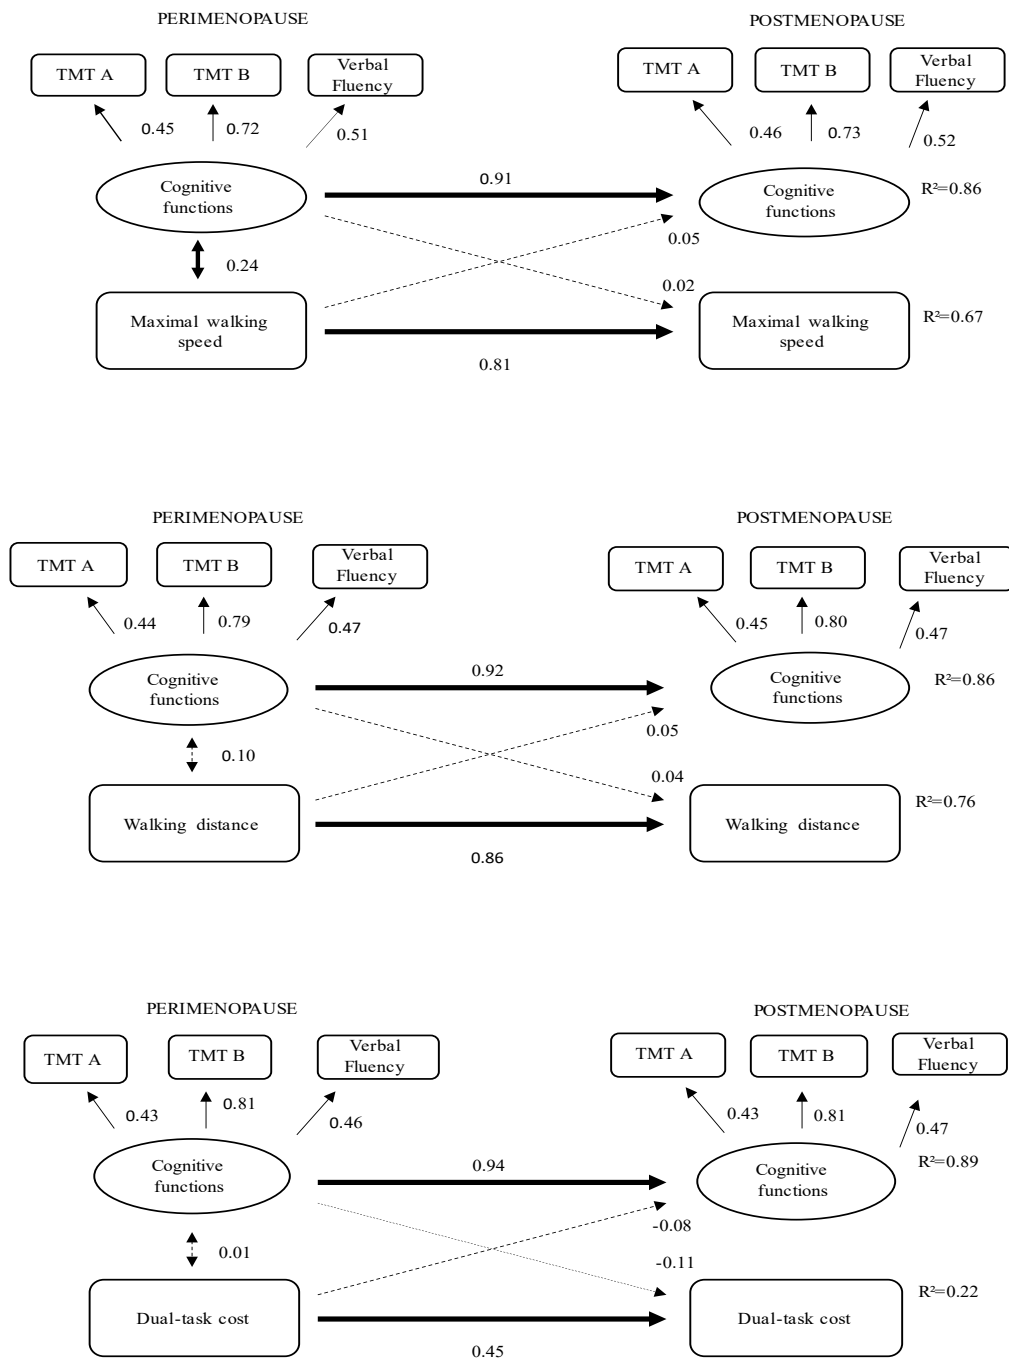 PERIMENOPAUSE
POSTMENOPAUSE
TMT A
TMT B
Verbal
Fluency
TMT A
TMT B
Verbal
Fluency
0.45
0.72
0.51
0.46
0.73
0.52
Cognitive
functions
0.91
Cognitive
functions
R²=0.86
0.24
0.05
0.02
Maximal walking
speed
0.81
Maximal walking
speed
R²=0.67
PERIMENOPAUSE
POSTMENOPAUSE
TMT A
TMT B
Verbal
Fluency
TMT A
TMT B
Verbal
Fluency
0.44
0.79
0.47
0.45
0.80
0.47
Cognitive
functions
0.92
Cognitive
functions
R²=0.86
0.10
0.05
0.04
Walking distance
0.86
Walking distance
R²=0.76
PERIMENOPAUSE
POSTMENOPAUSE
TMT A
TMT B
Verbal
Fluency
TMT A
TMT B
Verbal
Fluency
0.43
0.81
0.46
0.43
0.81
0.47
Cognitive
functions
0.94
Cognitive
functions
R²=0.89
0.01
-0.08
-0.11
Dual-task cost
0.45
Dual-task cost
R²=0.22